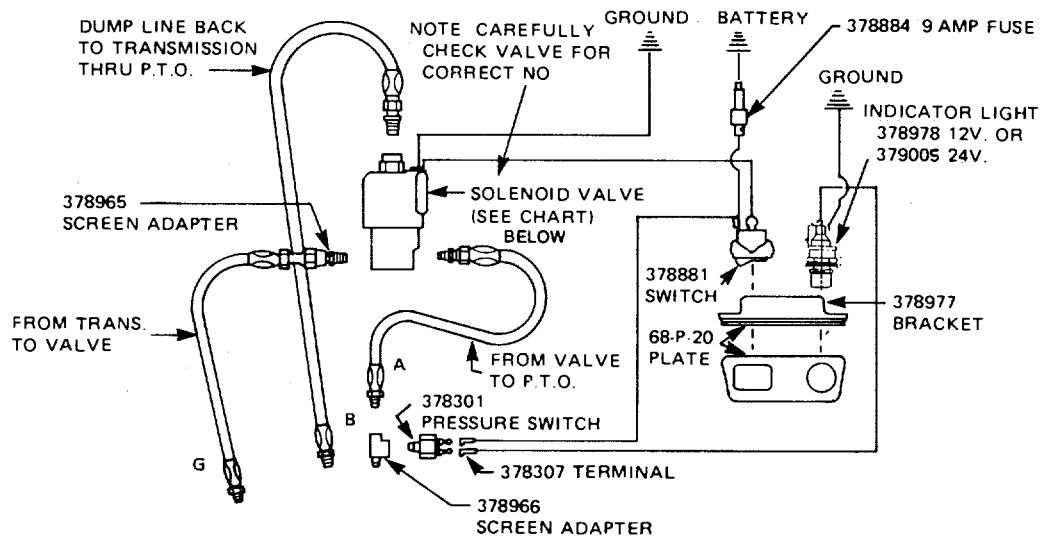 DUMP LINE BACK
TO TRANSMISSION
THRU P.T.O.
NOTE CAREFULLY
CHECK VALVE FOR
CORRECT NO
GROUND
BATTERY
378884 9 AMP FUSE
GROUND
INDICATOR LIGHT
378978 12V. OR
379005 24V.
378965
SCREEN ADAPTER
SOLENOID VALVE
(SEE CHART)
BELOW
378881
SWITCH
378977
BRACKET
68-P-20
PLATE
FROM TRANS.
TO VALVE
A
FROM VALVE
TO P.T.O.
378301
PRESSURE SWITCH
B
G
378307 TERMINAL
378966
SCREEN ADAPTER